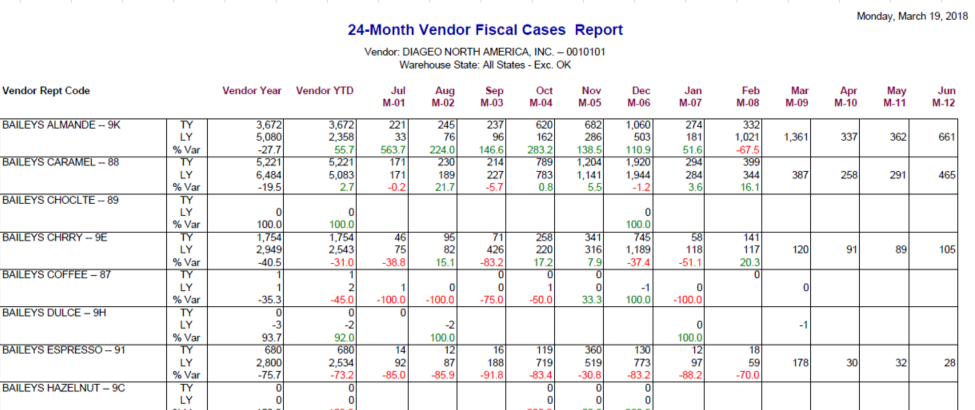 Monday, March 19, 2018
24-Month Vendor Fiscal Cases Report
Vendor: DIAGEO NORTH AMERICA, INC. -- 0010101
Warehouse State: All States - Exc. OK
Vendor Rept Code Vendor Year Vendor YTD Jul Aug Sep Oct Nov Dec Jan Feb Mar Apr May Jun
M-01 M-02 M-03 M-04 M-05 M-06 M-07 M-08 M-09 M-10 M-11 M-12
BAILEYS ALMANDE -- 9K TY 3,672 3,672 221 245 237 620 682 1,060 274 332
LY 5,080 2,358 33 76 96 162 286 503 181 1,021 1,361 337 362 661
% Var -27.7 55.7 563.7 224.0 146.6 283.2 138.5 110.9 51.6 -67.5
BAILEYS CARAMEL -- 88 TY 5,221 5,221 171 230 214 789 1,204 1,920 294 399
LY 6,484 5,083 171 189 227 783 1,141 1,944 284 344 387 258 291 465
% Var -19.5 2.7 -0.2 21.7 -5.7 0.8 5.5 -1.2 3.6 16.1
BAILEYS CHOCLTE -- 89 TY
LY 0 0 0
% Var 100.0 100.0 100.0
BAILEYS CHRRY -- 9E TY 1,754 1,754 46 95 71 258 341 745 58 141
LY 2,949 2,543 75 82 426 220 316 1,189 118 117 120 91 89 105
% Var -40.5 -31.0 -38.8 15.1 -83.2 17.2 7.9 -37.4 -51.1 20.3
BAILEYS COFFEE -- 87 TY 1 1 0 0 0 0 0
LY 1 2 1 0 0 1 0 -1 0 0
% Var -35.3 -45.0 -100.0 -100.0 -75.0 -50.0 33.3 100.0 -100.0
BAILEYS DULCE -- 9H TY 0 0 0
LY -3 -2 -2 0 -1
% Var 93.7 92.0 100.0 100.0
BAILEYS ESPRESSO -- 91 TY 680 680 14 12 16 119 360 130 12 18
LY 2,800 2,534 92 87 188 719 519 773 97 59 178 30 32 28
% Var -75.7 -73.2 -85.0 -85.9 -91.8 -83.4 -30.8 -83.2 -88.2 -70.0
BAILEYS HAZELNUT -- 9C TY 0 0 0 0 0
LY 0 0 0 0 0